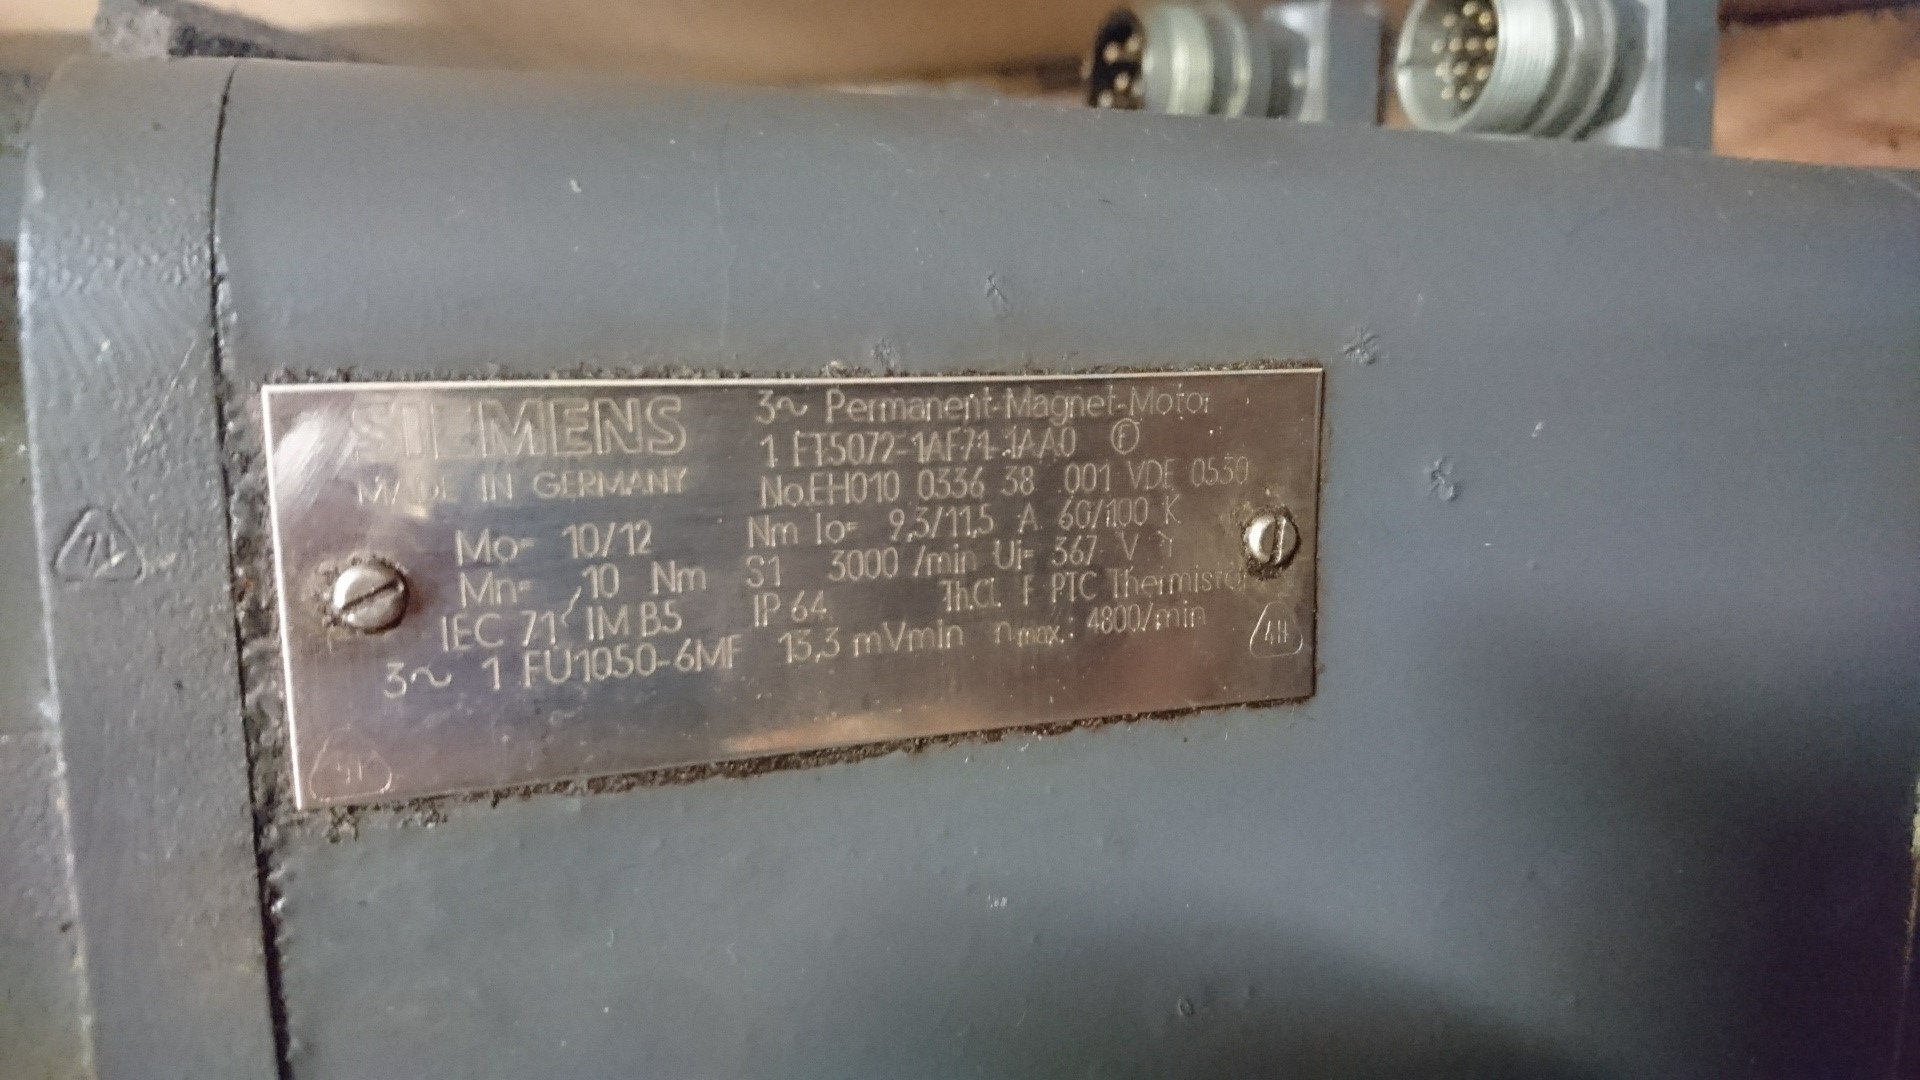 SIEMENS
MADE IN GERMANY
3~ Permanent-Magnet-Motor
1 FT5072-1AF71-1AA0 Ⓕ
No.EH010 0336 38 001 VDE 0530
Mo= 10/12 Nm Io= 9,3/11,5 A 60/100 K
Mn= 10 Nm S1 3000 /min Ui= 367 V Y
IEC 71 IM B5 IP 64 Th.Cl. F PTC Thermistor
3~ 1 FU1050-6MF 13,3 mVmin nmax.: 4800/min